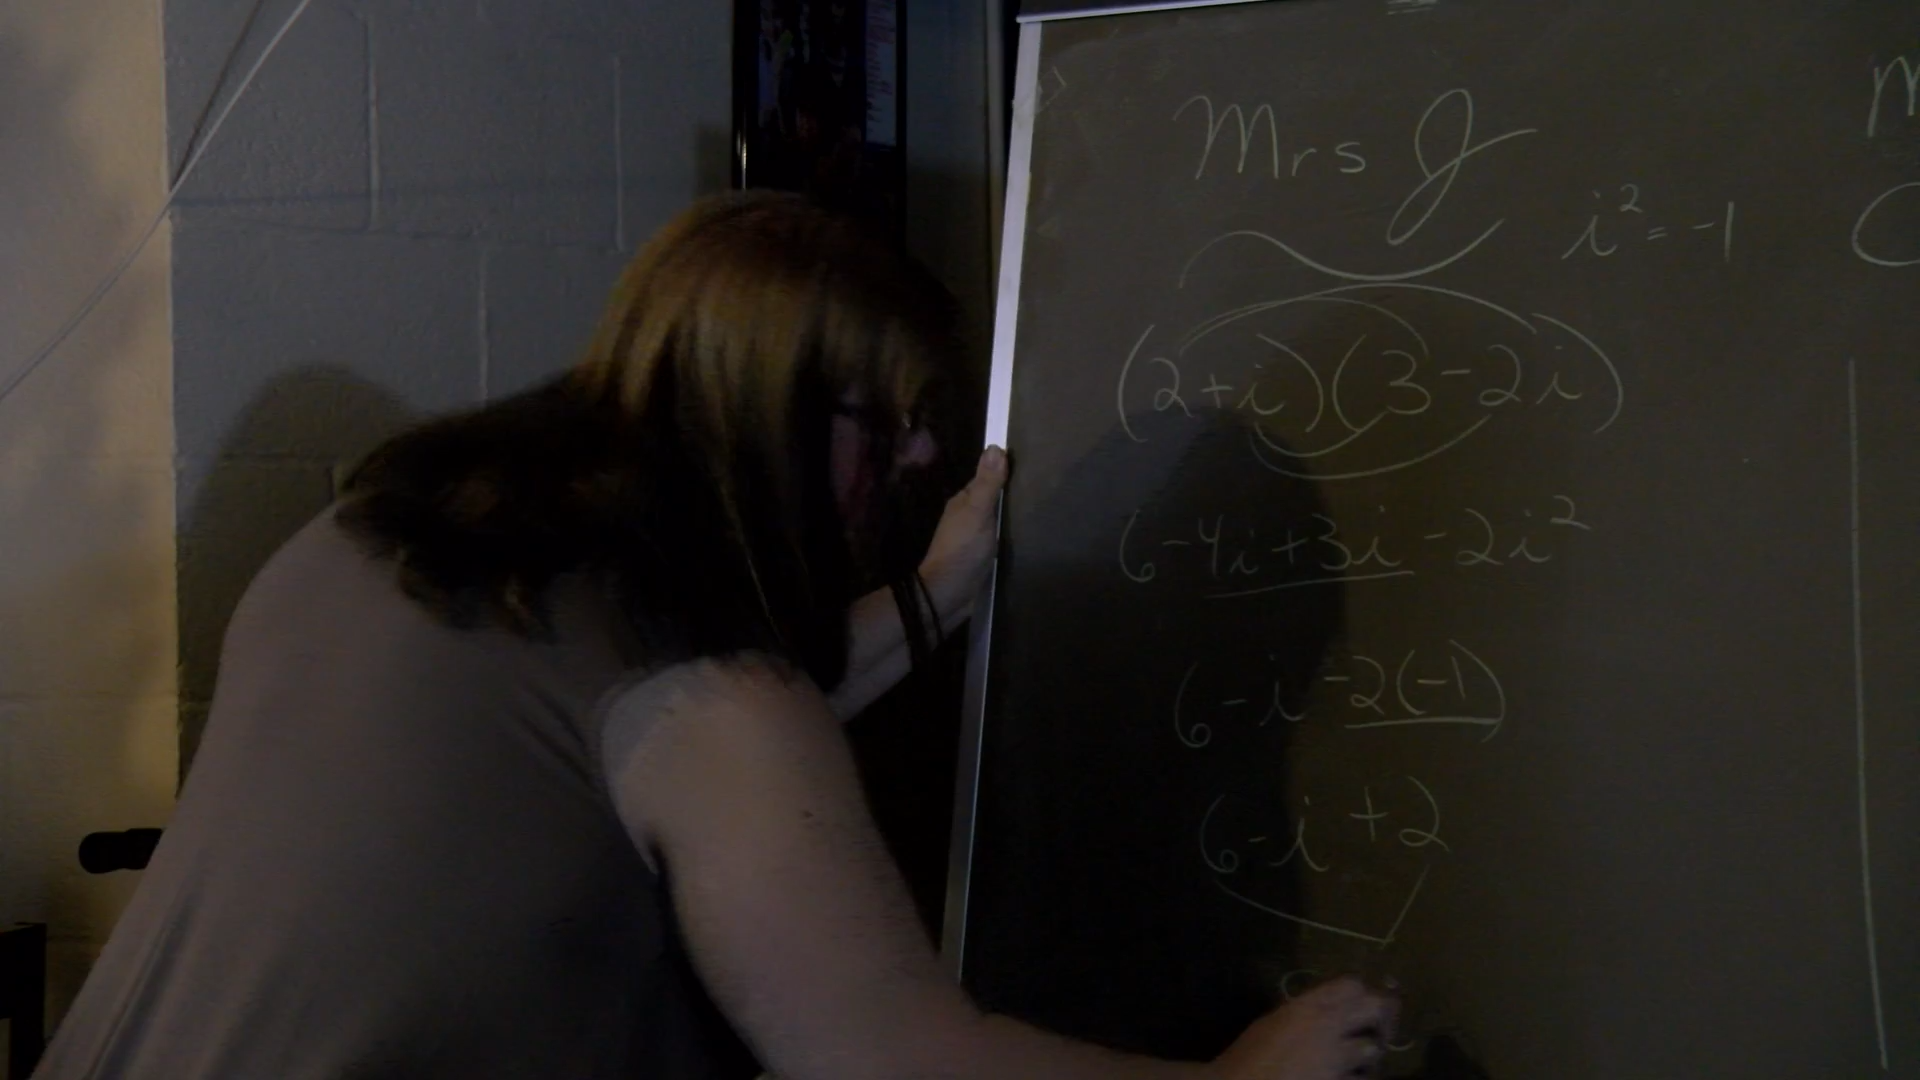 Mrs J
i² = -1
(2+i)(3-2i)
6-4i+3i-2i²
6-i-2(-1)
6-i+2